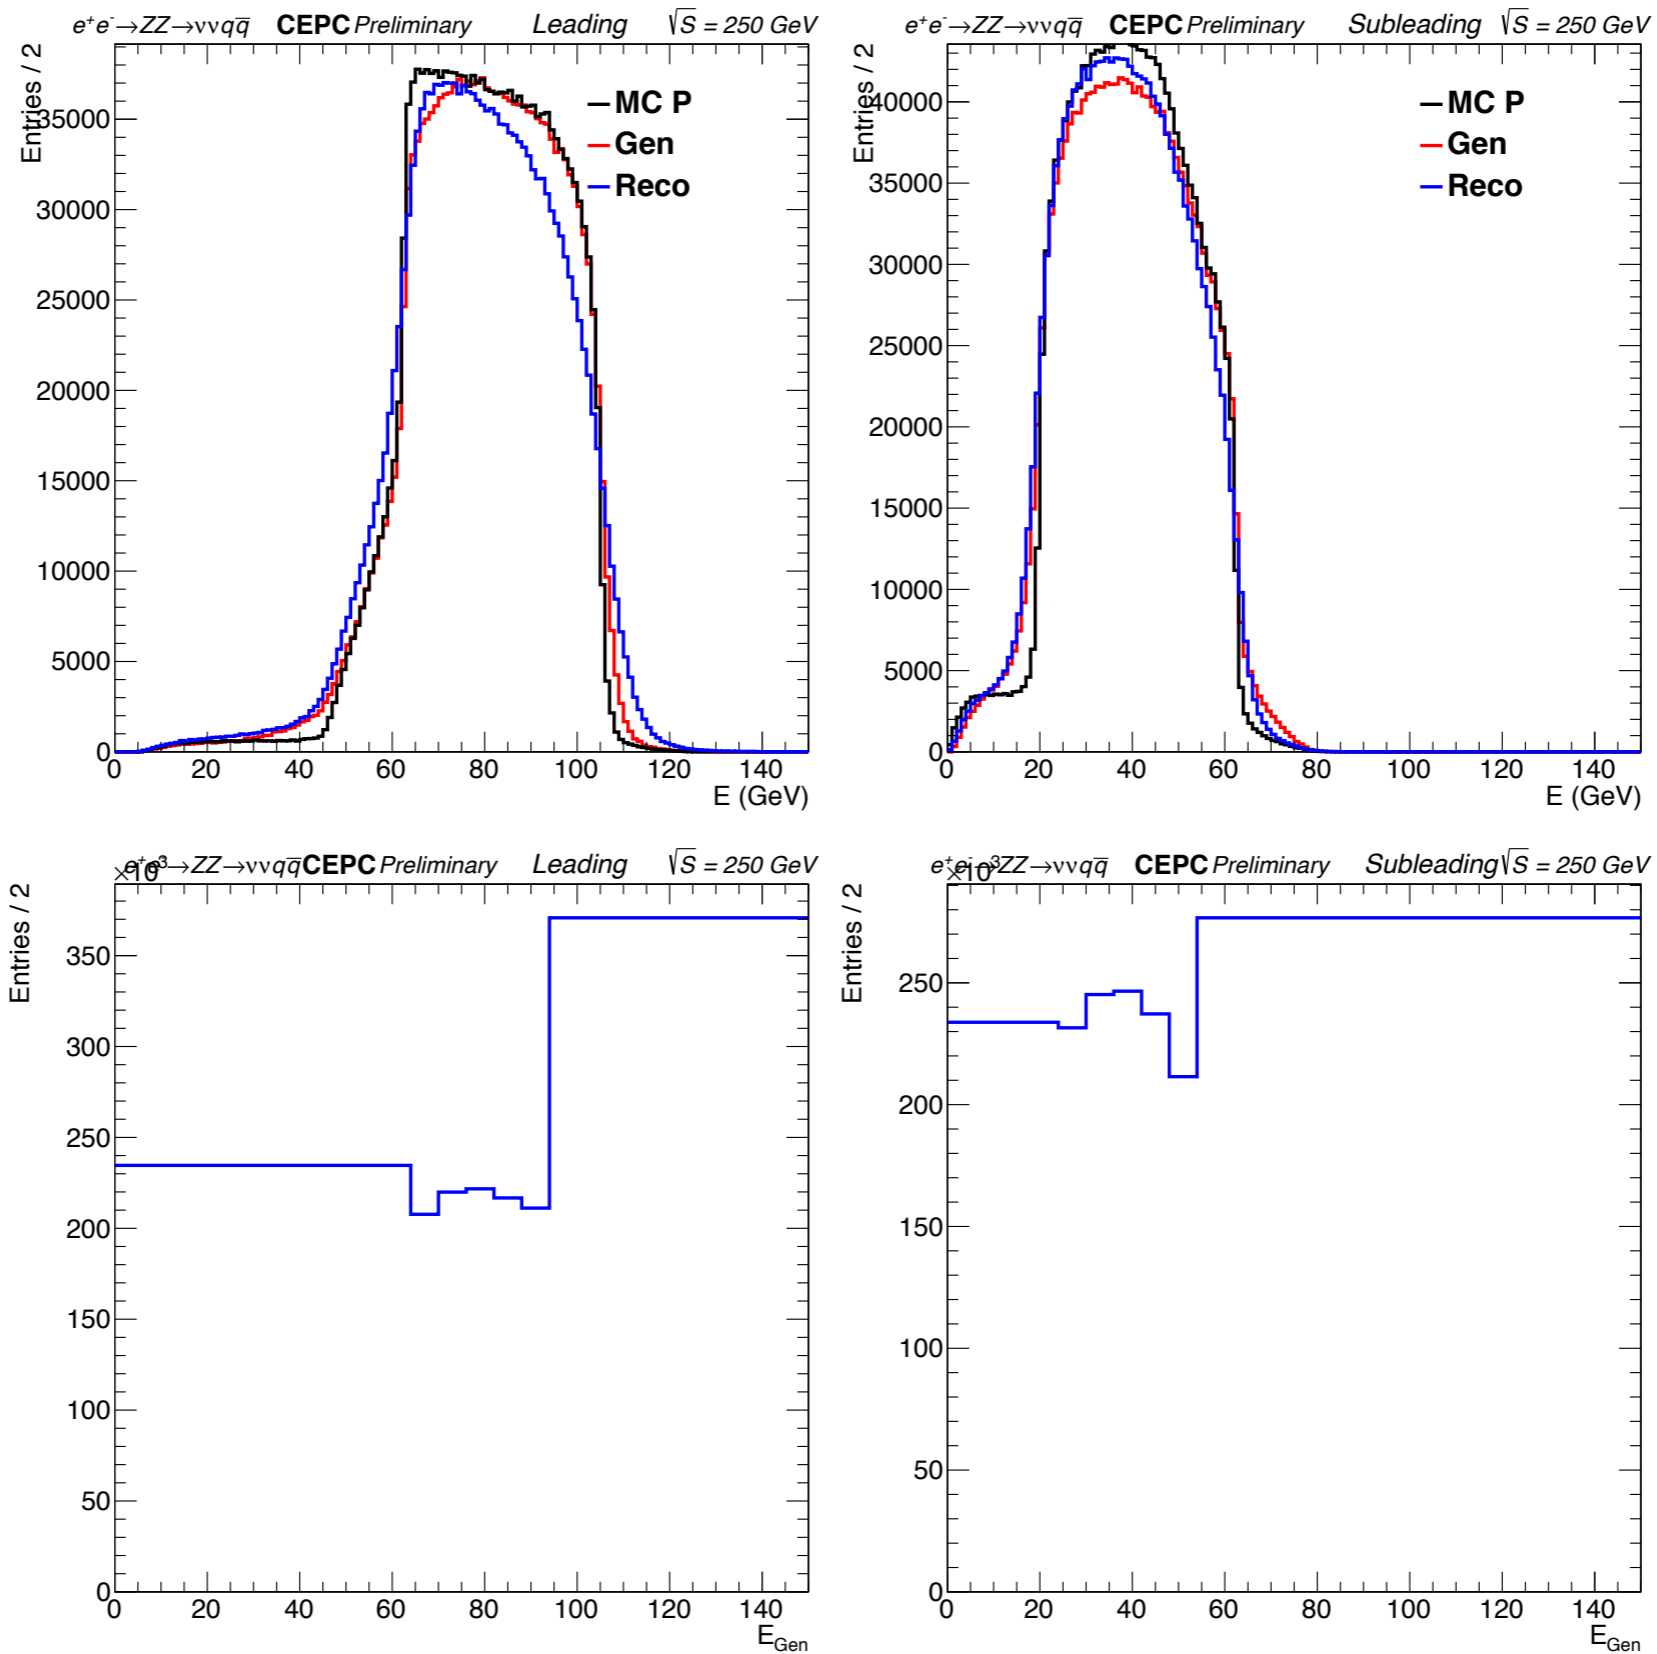 e⁺e⁻→ZZ→ννqq̅ CEPC Preliminary Leading √S = 250 GeV
Entries / 2
MC P
Gen
Reco
35000
30000
25000
20000
15000
10000
5000
0
0 20 40 60 80 100 120 140
E (GeV)
e⁺e⁻→ZZ→ννqq̅ CEPC Preliminary Subleading √S = 250 GeV
Entries / 2
MC P
Gen
Reco
40000
35000
30000
25000
20000
15000
10000
5000
0
0 20 40 60 80 100 120 140
E (GeV)
×10³
e⁺e⁻→ZZ→ννqq̅ CEPC Preliminary Leading √S = 250 GeV
Entries / 2
350
300
250
200
150
100
50
0
0 20 40 60 80 100 120 140
E_Gen
×10³
e⁺e⁻→ZZ→ννqq̅ CEPC Preliminary Subleading √S = 250 GeV
Entries / 2
250
200
150
100
50
0
0 20 40 60 80 100 120 140
E_Gen